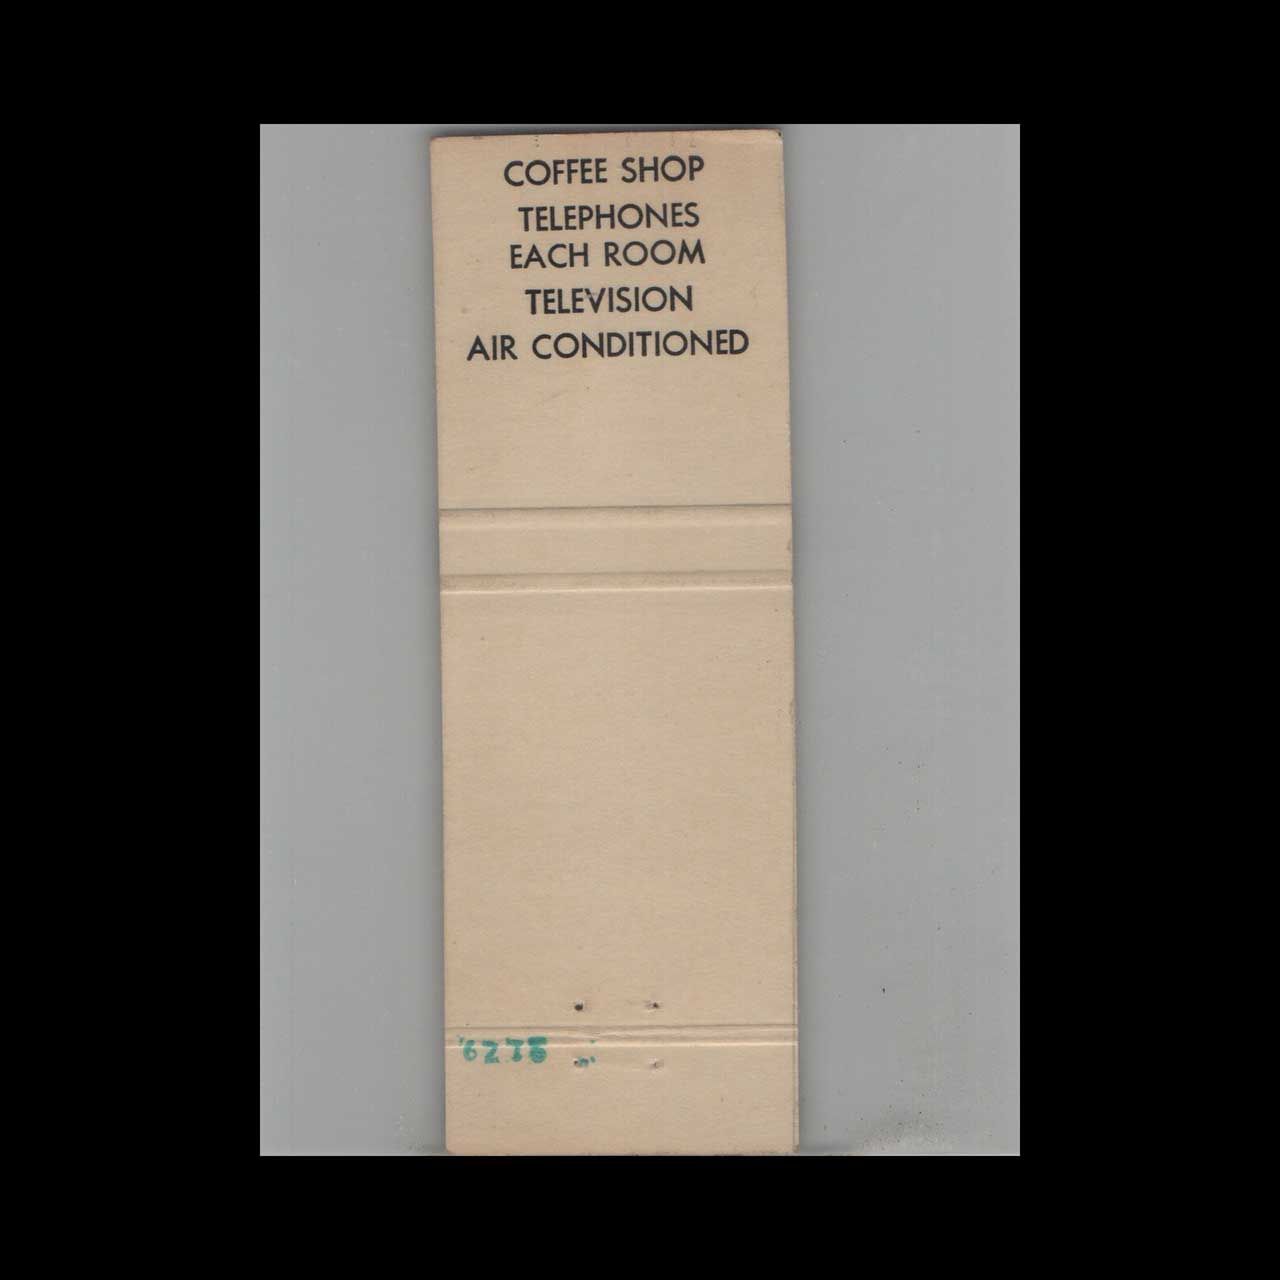 COFFEE SHOP
TELEPHONES
EACH ROOM
TELEVISION
AIR CONDITIONED